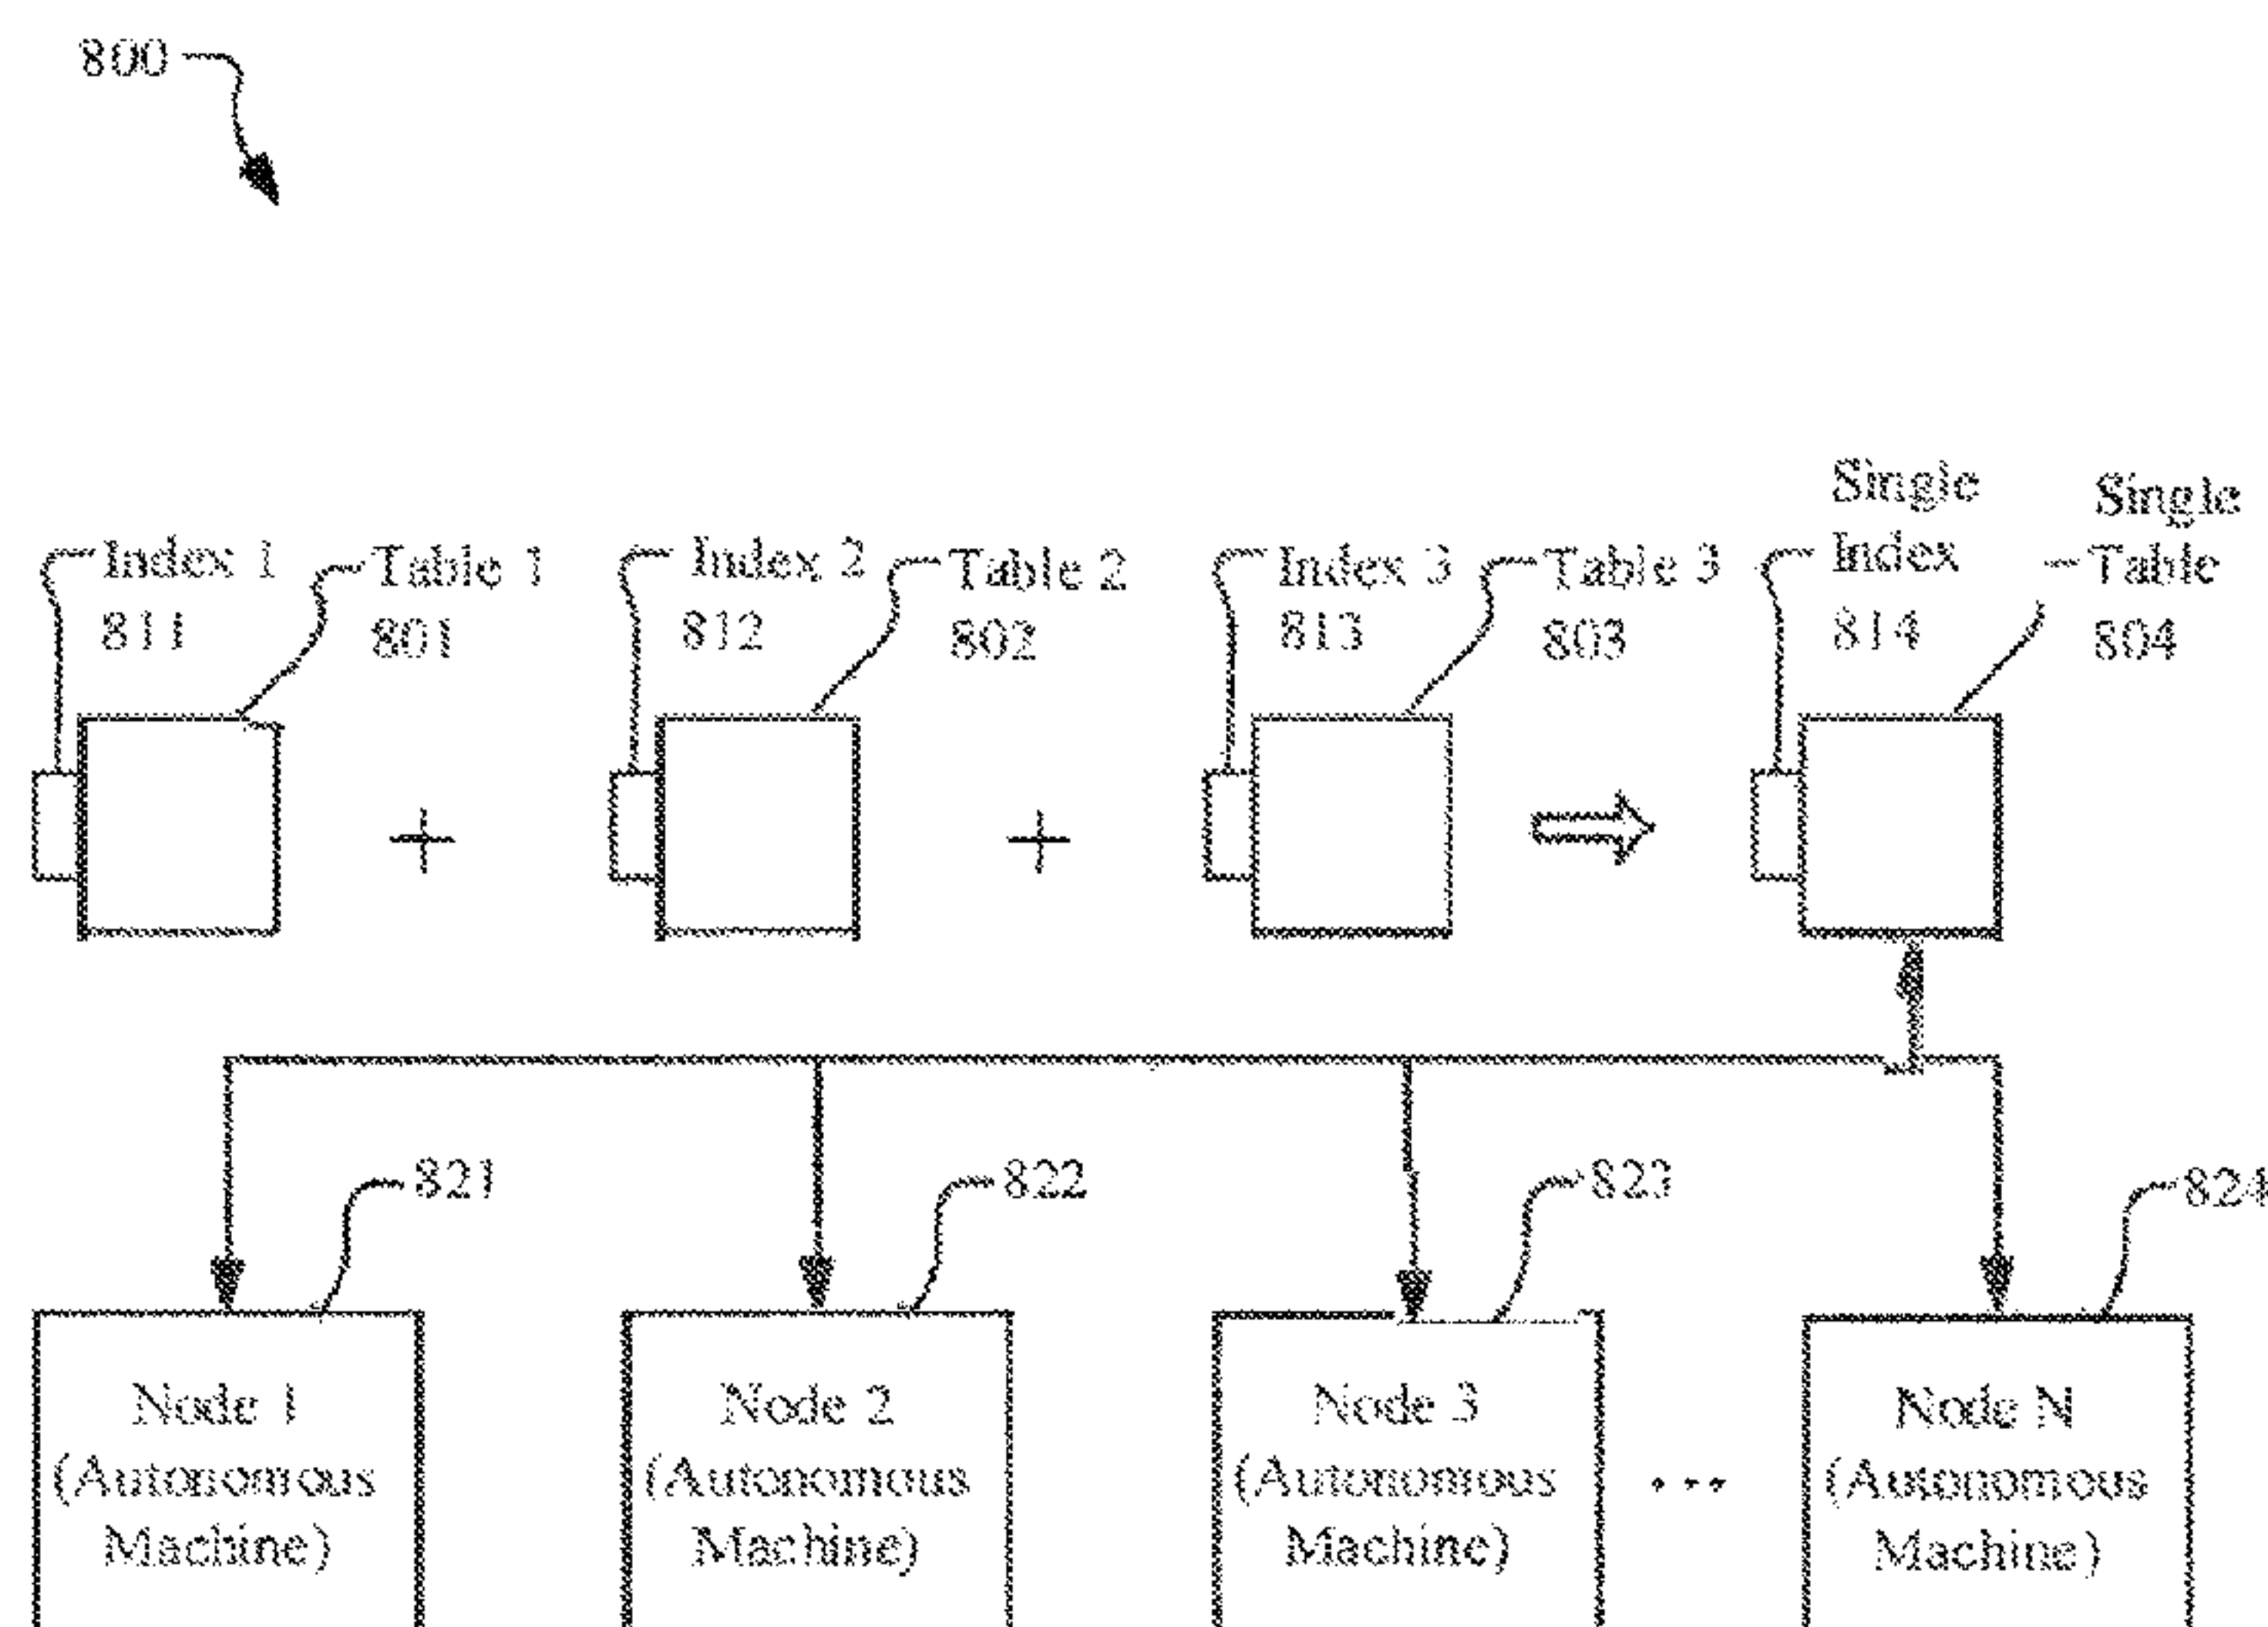 800
Index 1
811
Table 1
801
Index 2
812
Table 2
802
Index 3
813
Table 3
803
Single
Index
814
Single
Table
804
821
822
823
824
Node 1
(Autonomous
Machine)
Node 2
(Autonomous
Machine)
Node 3
(Autonomous
Machine)
...
Node N
(Autonomous
Machine)